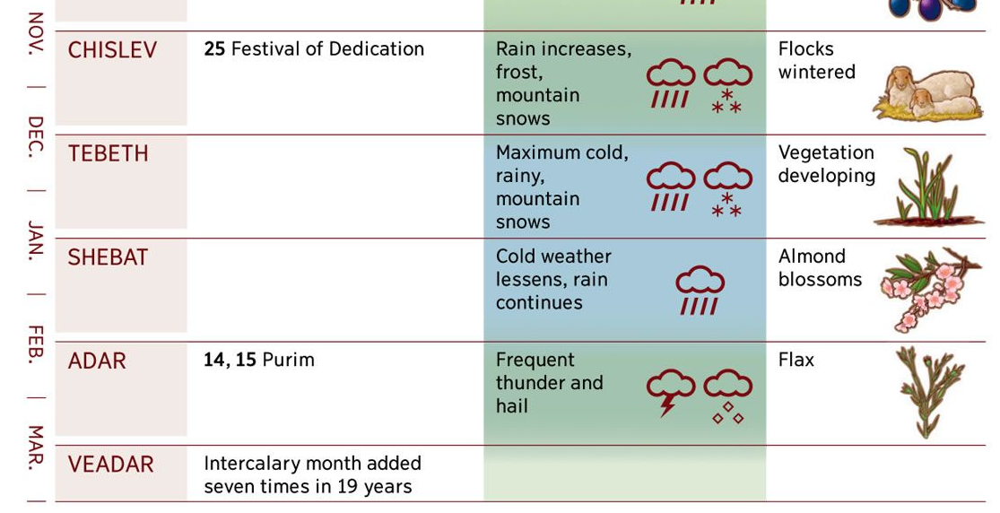 NOV.
DEC.
JAN.
FEB.
MAR.
CHISLEV
25 Festival of Dedication
Rain increases,
frost,
mountain
snows
Flocks
wintered
TEBETH
Maximum cold,
rainy,
mountain
snows
Vegetation
developing
SHEBAT
Cold weather
lessens, rain
continues
Almond
blossoms
ADAR
14, 15 Purim
Frequent
thunder and
hail
Flax
VEADAR
Intercalary month added
seven times in 19 years